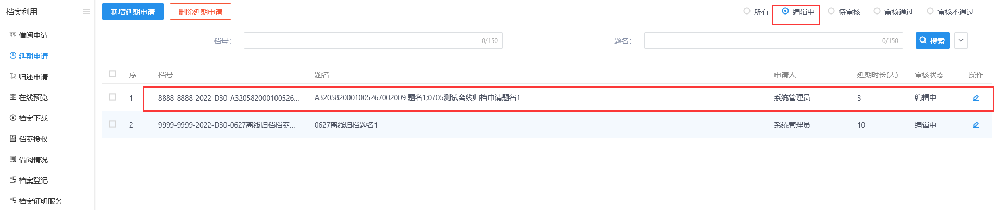 档案利用
借阅申请
延期申请
归还申请
在线预览
档案下载
档案授权
借阅情况
档案登记
档案证明服务
新增延期申请 删除延期申请 所有 编辑中 待审核 审核通过 审核不通过
档号: 0/150 题名: 0/150 搜索
序 档号 题名 申请人 延期时长(天) 审核状态 操作
1 8888-8888-2022-D30-A320582000100526... A3205820001005267002009 题名1;0705测试离线归档申请题名1 系统管理员 3 编辑中
2 9999-9999-2022-D30-0627离线归档档案... 0627离线归档题名1 系统管理员 10 编辑中